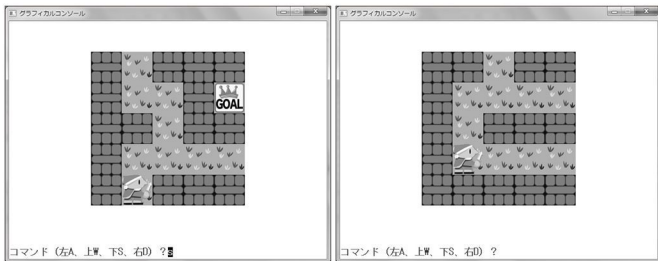 グラフィカルコンソール
GOAL
コマンド (左A、上W、下S、右D) ?s
グラフィカルコンソール
コマンド (左A、上W、下S、右D) ?